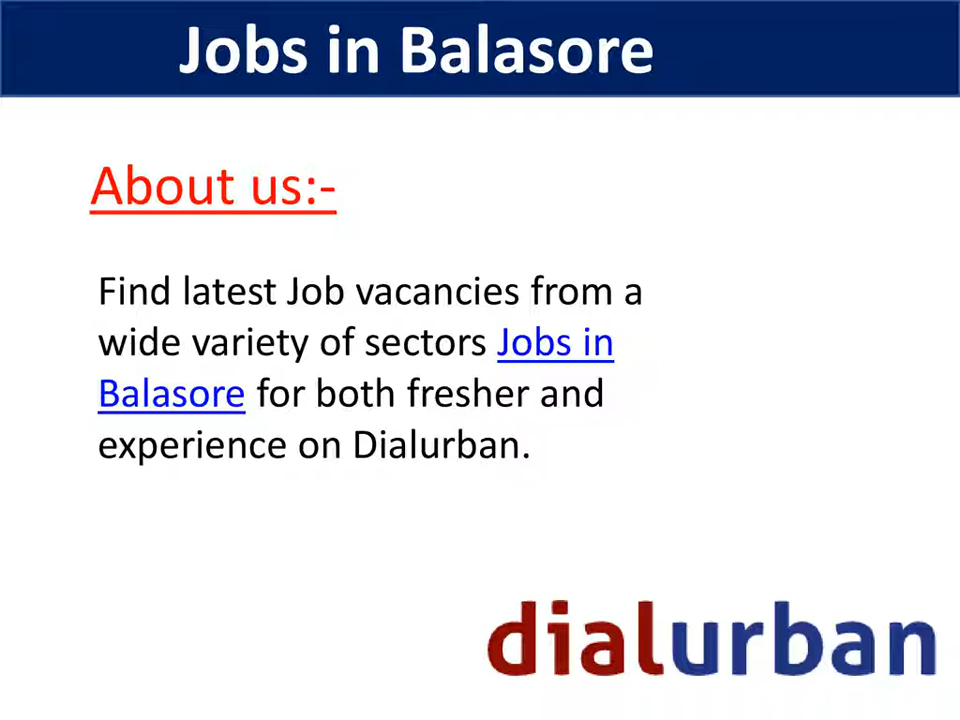 Jobs in Balasore
About us:-
Find latest Job vacancies from a
wide variety of sectors Jobs in
Balasore for both fresher and
experience on Dialurban.
dialurban